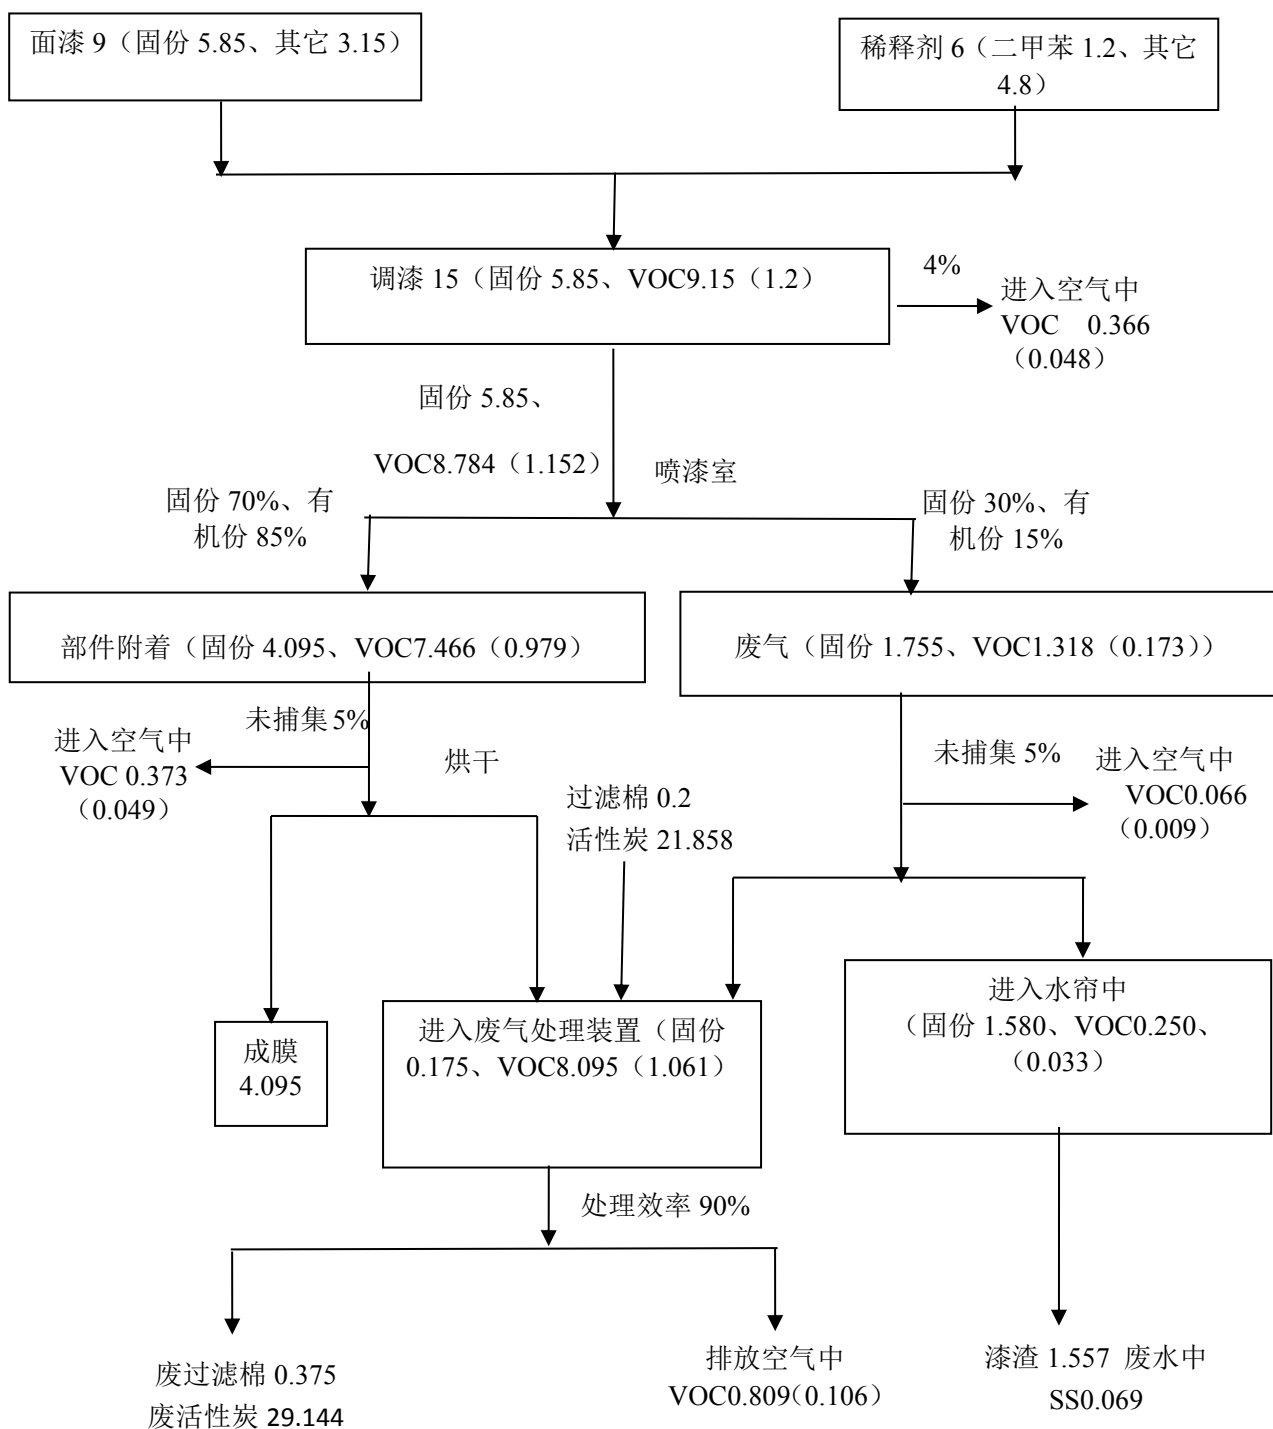 面漆 9（固份 5.85、其它 3.15）
稀释剂 6（二甲苯 1.2、其它
4.8）
调漆 15（固份 5.85、VOC9.15（1.2）
4%
进入空气中
VOC 0.366
（0.048）
固份 5.85、
VOC8.784（1.152）
喷漆室
固份 70%、有
机份 85%
固份 30%、有
机份 15%
部件附着（固份 4.095、VOC7.466（0.979）
废气（固份 1.755、VOC1.318（0.173））
未捕集 5%
进入空气中
VOC 0.373
（0.049）
烘干
未捕集 5%
进入空气中
VOC0.066
（0.009）
过滤棉 0.2
活性炭 21.858
成膜
4.095
进入废气处理装置（固份
0.175、VOC8.095（1.061）
进入水帘中
（固份 1.580、VOC0.250、
（0.033）
处理效率 90%
废过滤棉 0.375
废活性炭 29.144
排放空气中
VOC0.809（0.106）
漆渣 1.557 废水中
SS0.069